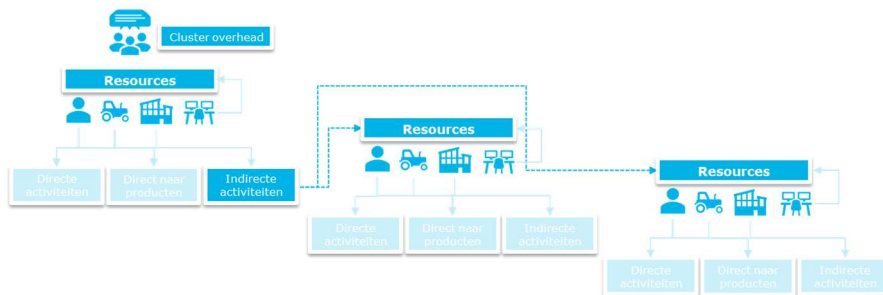 Cluster overhead
Resources
Directe
activiteiten
Direct naar
producten
Indirecte
activiteiten
Resources
Directe
activiteiten
Direct naar
producten
Indirecte
activiteiten
Resources
Directe
activiteiten
Direct naar
producten
Indirecte
activiteiten